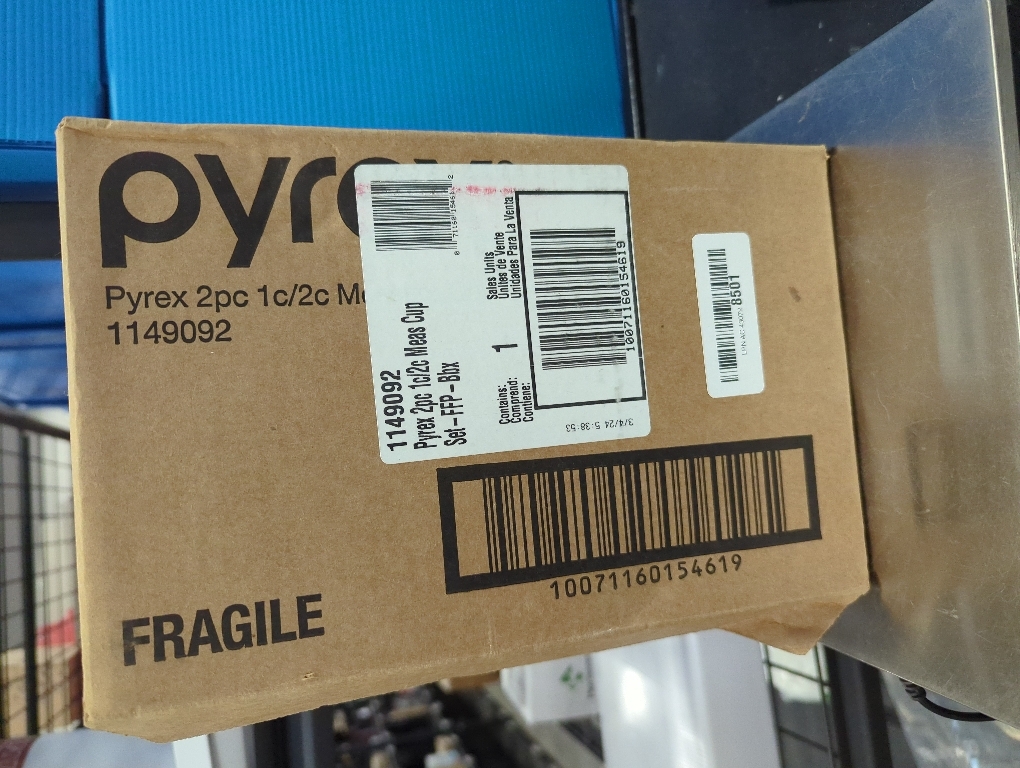 pyrex
Pyrex 2pc 1c/2c Me
1149092
1149092
Pyrex 2pc 1c/2c Meas Cup
Set-FFP-Bbx
Contains:
Comprend:
Contiene:
1
Sales Units
Unites de Vente
Unidades Para La Venta
10071160154619
3/4/24 5:38:53
8501
10071160154619
FRAGILE